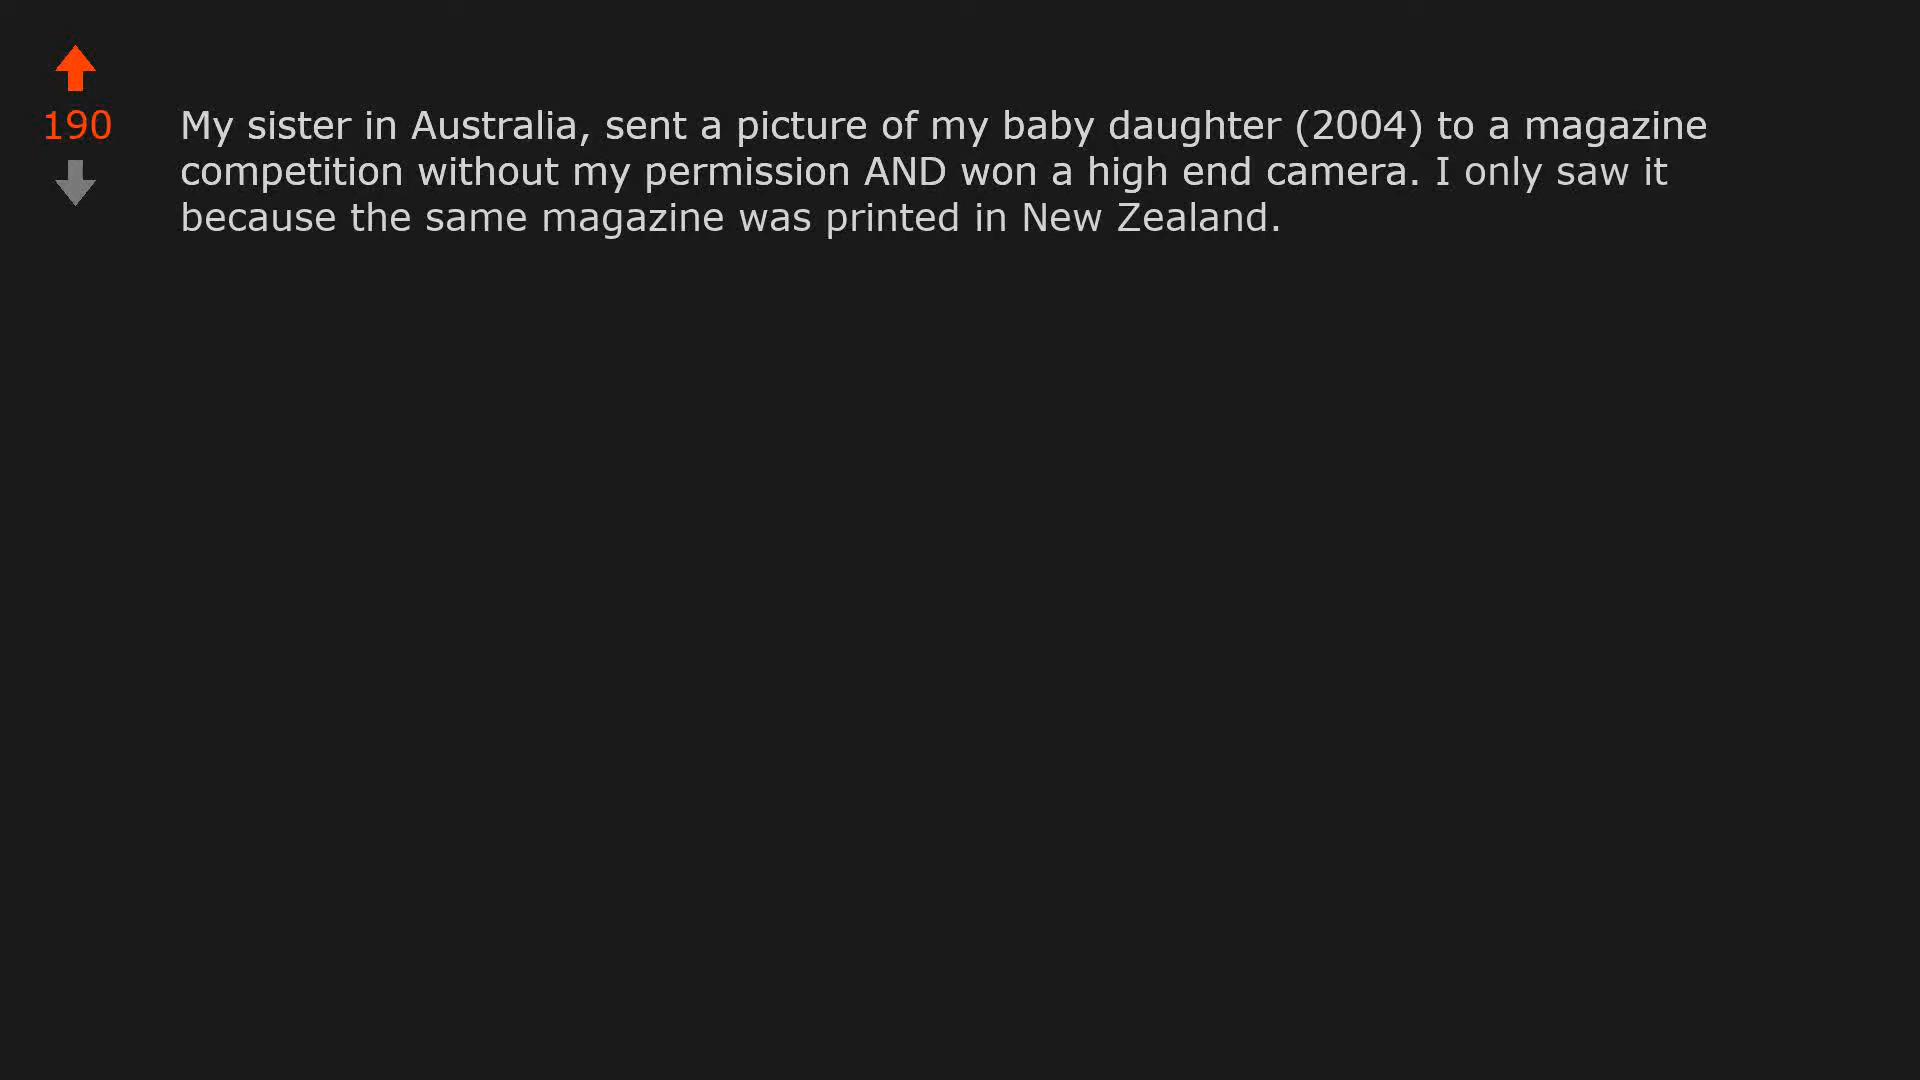 190
My sister in Australia, sent a picture of my baby daughter (2004) to a magazine
competition without my permission AND won a high end camera. I only saw it
because the same magazine was printed in New Zealand.